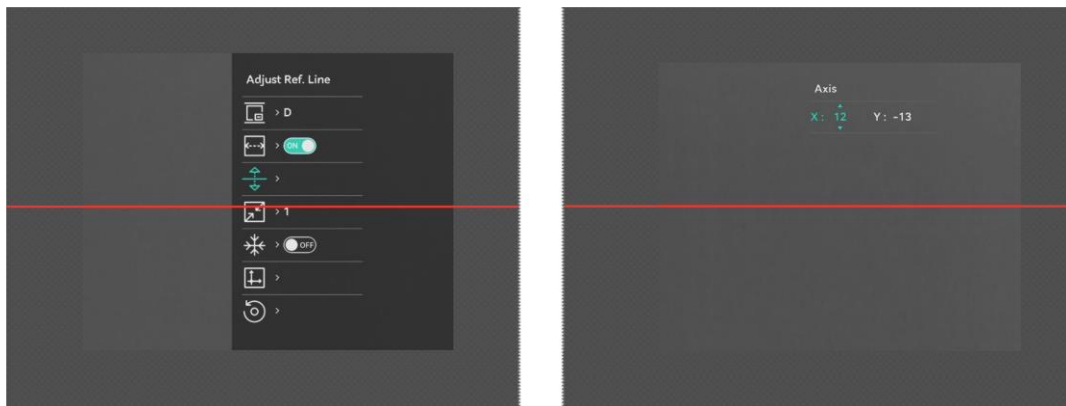 Adjust Ref. Line
> D
> ON
>
> 1
> OFF
>
>
Axis
X : 12 Y : -13